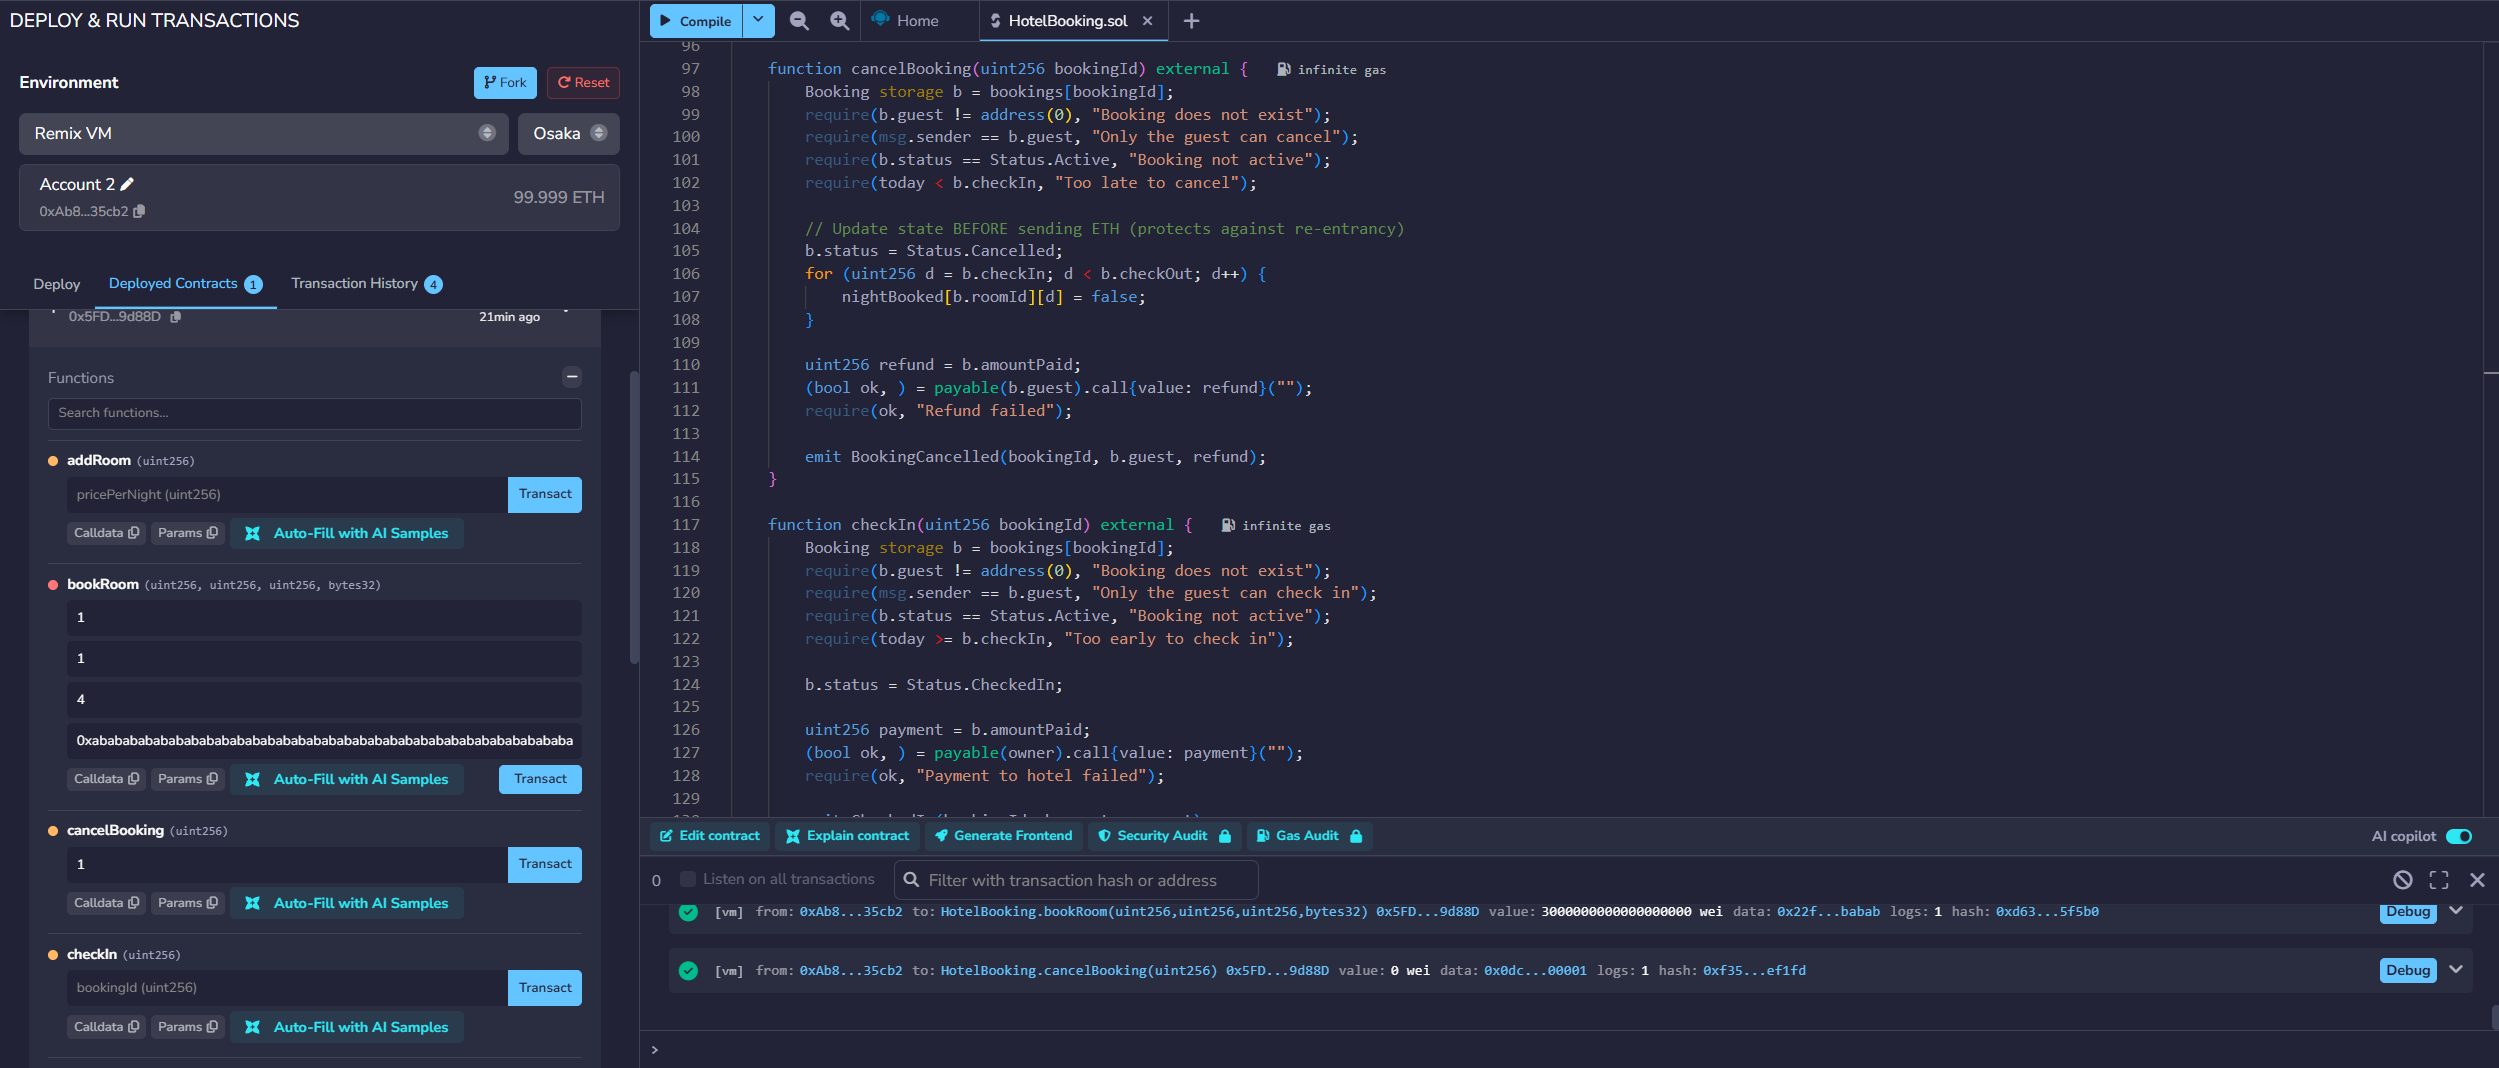 DEPLOY & RUN TRANSACTIONS
Environment
Fork
Reset
Remix VM
Osaka
Account 2
99.999 ETH
0xAb8...35cb2
Deploy
Deployed Contracts 1
Transaction History 4
0x5FD...9d88D
21min ago
Functions
Search functions...
addRoom (uint256)
pricePerNight (uint256)
Transact
Calldata
Params
Auto-Fill with AI Samples
bookRoom (uint256, uint256, uint256, bytes32)
1
1
4
Calldata
Params
Auto-Fill with AI Samples
Transact
cancelBooking (uint256)
1
Transact
Calldata
Params
Auto-Fill with AI Samples
checkIn (uint256)
bookingId (uint256)
Transact
Calldata
Params
Auto-Fill with AI Samples
Compile
Home
HotelBooking.sol
96
97 function cancelBooking(uint256 bookingId) external { infinite gas
98 Booking storage b = bookings[bookingId];
99 require(b.guest != address(0), "Booking does not exist");
100 require(msg.sender == b.guest, "Only the guest can cancel");
101 require(b.status == Status.Active, "Booking not active");
102 require(today < b.checkIn, "Too late to cancel");
103
104 // Update state BEFORE sending ETH (protects against re-entrancy)
105 b.status = Status.Cancelled;
106 for (uint256 d = b.checkIn; d < b.checkOut; d++) {
107 nightBooked[b.roomId][d] = false;
108 }
109
110 uint256 refund = b.amountPaid;
111 (bool ok, ) = payable(b.guest).call{value: refund}("");
112 require(ok, "Refund failed");
113
114 emit BookingCancelled(bookingId, b.guest, refund);
115 }
116
117 function checkIn(uint256 bookingId) external { infinite gas
118 Booking storage b = bookings[bookingId];
119 require(b.guest != address(0), "Booking does not exist");
120 require(msg.sender == b.guest, "Only the guest can check in");
121 require(b.status == Status.Active, "Booking not active");
122 require(today >= b.checkIn, "Too early to check in");
123
124 b.status = Status.CheckedIn;
125
126 uint256 payment = b.amountPaid;
127 (bool ok, ) = payable(owner).call{value: payment}("");
128 require(ok, "Payment to hotel failed");
129
Edit contract
Explain contract
Generate Frontend
Security Audit
Gas Audit
AI copilot
0
Listen on all transactions
Filter with transaction hash or address
[vm] from: 0xAb8...35cb2 to: HotelBooking.bookRoom(uint256,uint256,uint256,bytes32) 0x5FD...9d88D value: 3000000000000000000 wei data: 0x22f...babab logs: 1 hash: 0xd63...5f5b0
Debug
[vm] from: 0xAb8...35cb2 to: HotelBooking.cancelBooking(uint256) 0x5FD...9d88D value: 0 wei data: 0x0dc...00001 logs: 1 hash: 0xf35...ef1fd
Debug
>